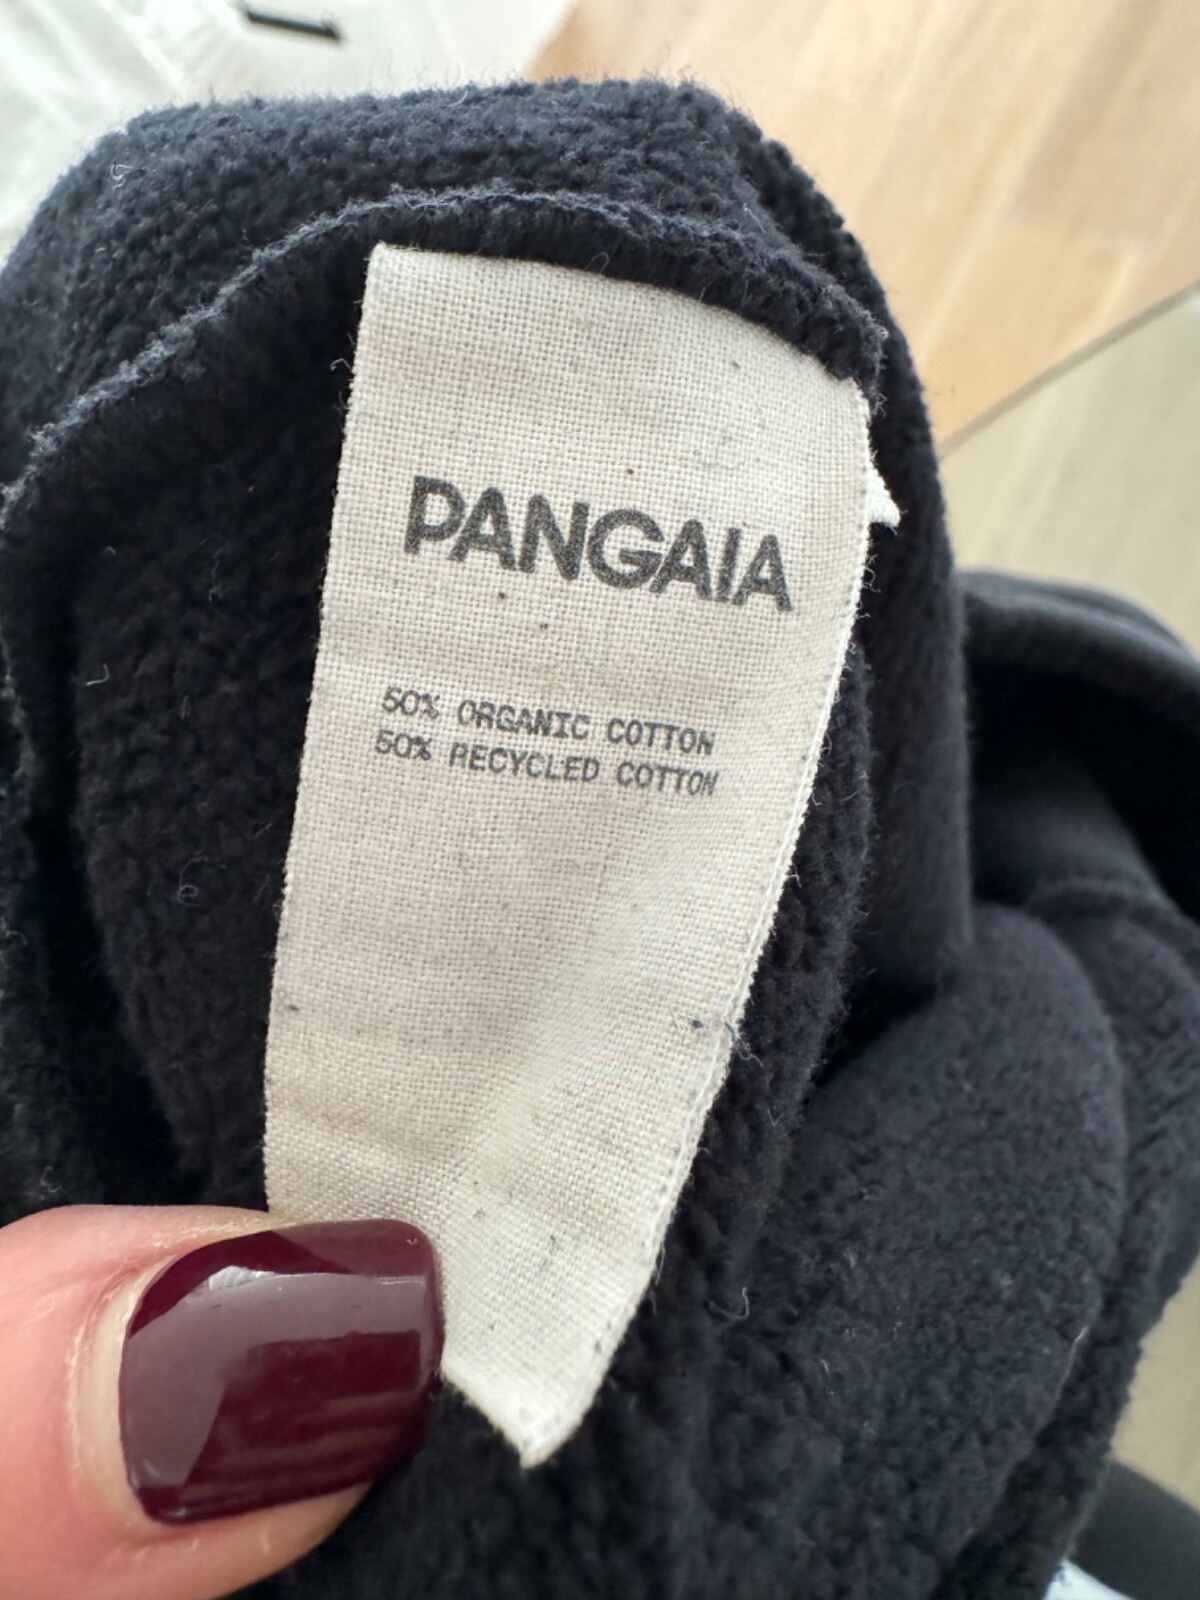 PANGAIA
50% ORGANIC COTTON
50% RECYCLED COTTON